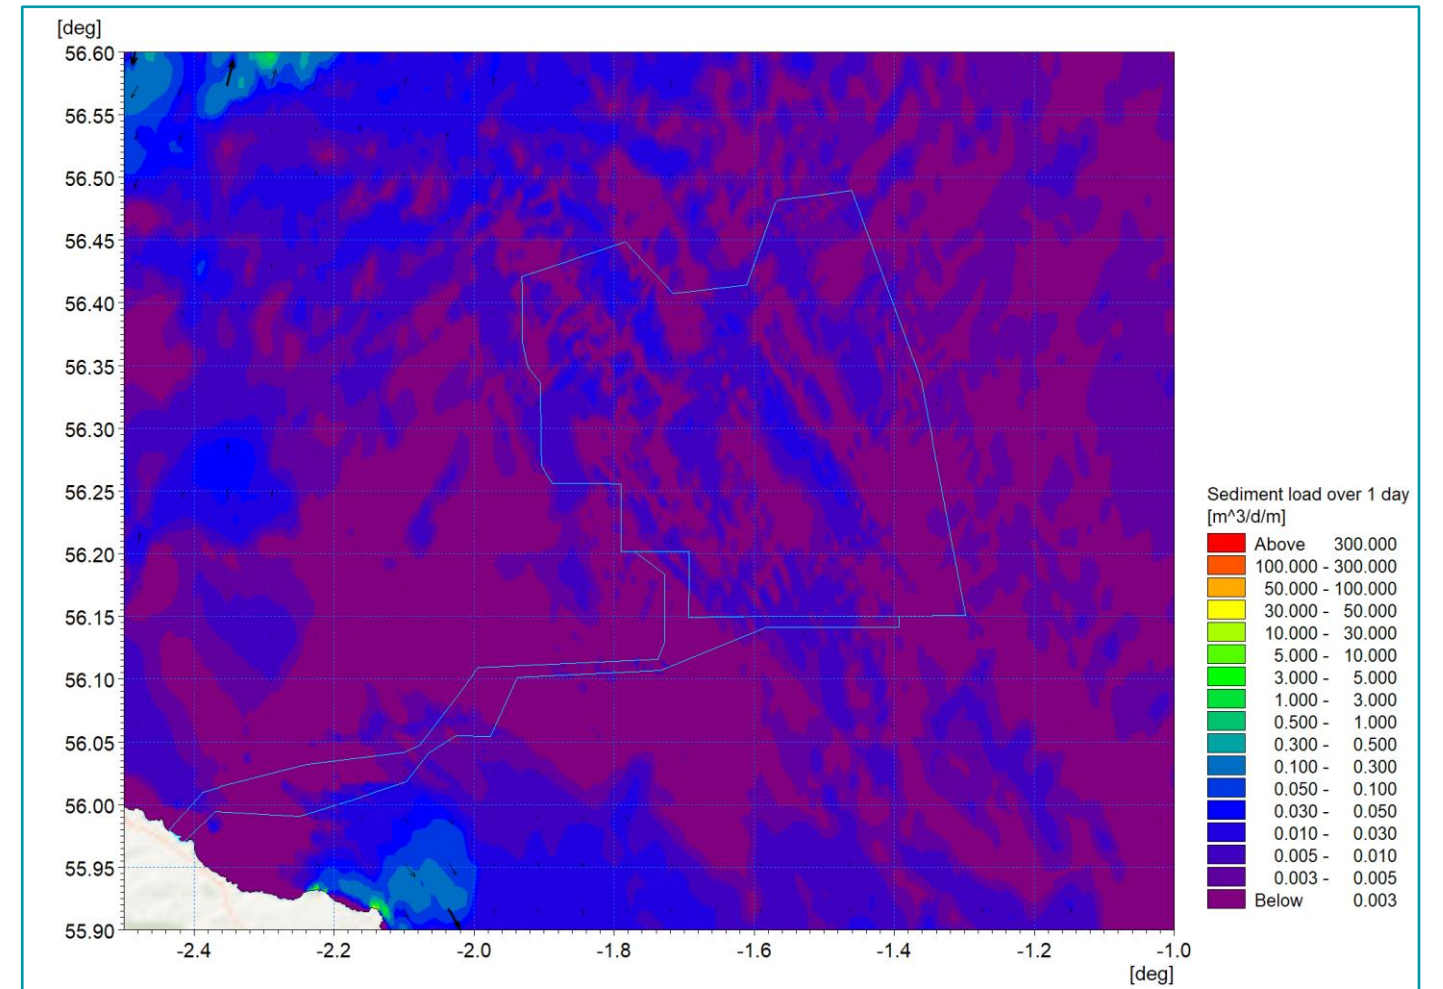 [deg]
56.60
56.55
56.50
56.45
56.40
56.35
56.30
56.25
56.20
56.15
56.10
56.05
56.00
55.95
55.90
-2.4 -2.2 -2.0 -1.8 -1.6 -1.4 -1.2 -1.0
[deg]
Sediment load over 1 day
[m^3/d/m]
Above 300.000
100.000 - 300.000
50.000 - 100.000
30.000 - 50.000
10.000 - 30.000
5.000 - 10.000
3.000 - 5.000
1.000 - 3.000
0.500 - 1.000
0.300 - 0.500
0.100 - 0.300
0.050 - 0.100
0.030 - 0.050
0.010 - 0.030
0.005 - 0.010
0.003 - 0.005
Below 0.003